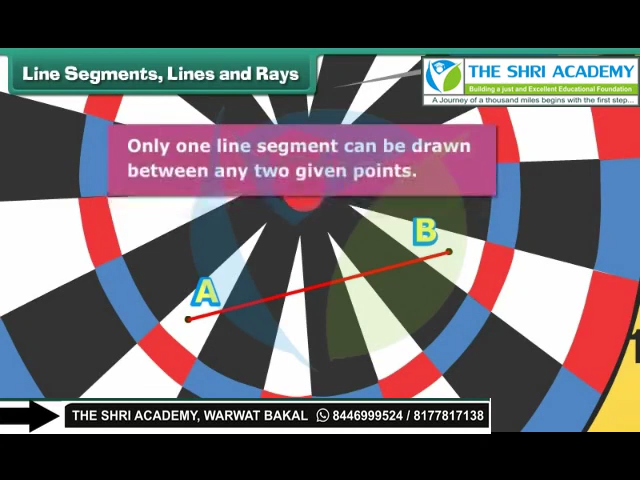 Line Segments, Lines and Rays
THE SHRI ACADEMY
Building a just and Excellent Educational Foundation
A Journey of a thousand miles begins with the first step...
Only one line segment can be drawn
between any two given points.
B
A
THE SHRI ACADEMY, WARWAT BAKAL 8446999524 / 8177817138